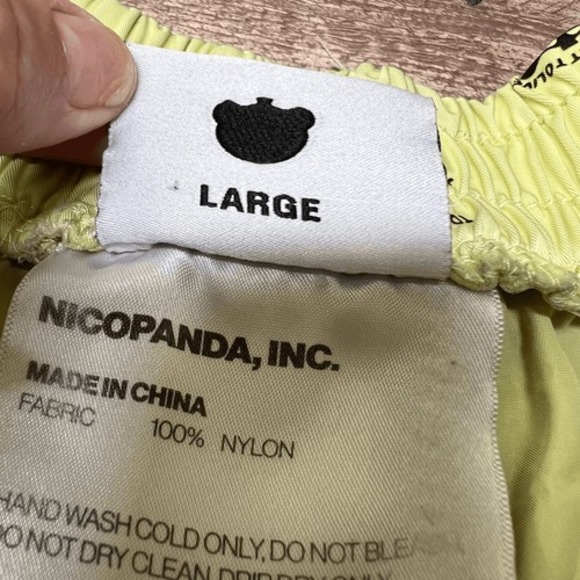 LARGE
NICOPANDA, INC.
MADE IN CHINA
FABRIC 100% NYLON
HAND WASH COLD ONLY, DO NOT BLEACH,
DO NOT DRY CLEAN, DRIP DRY ONLY